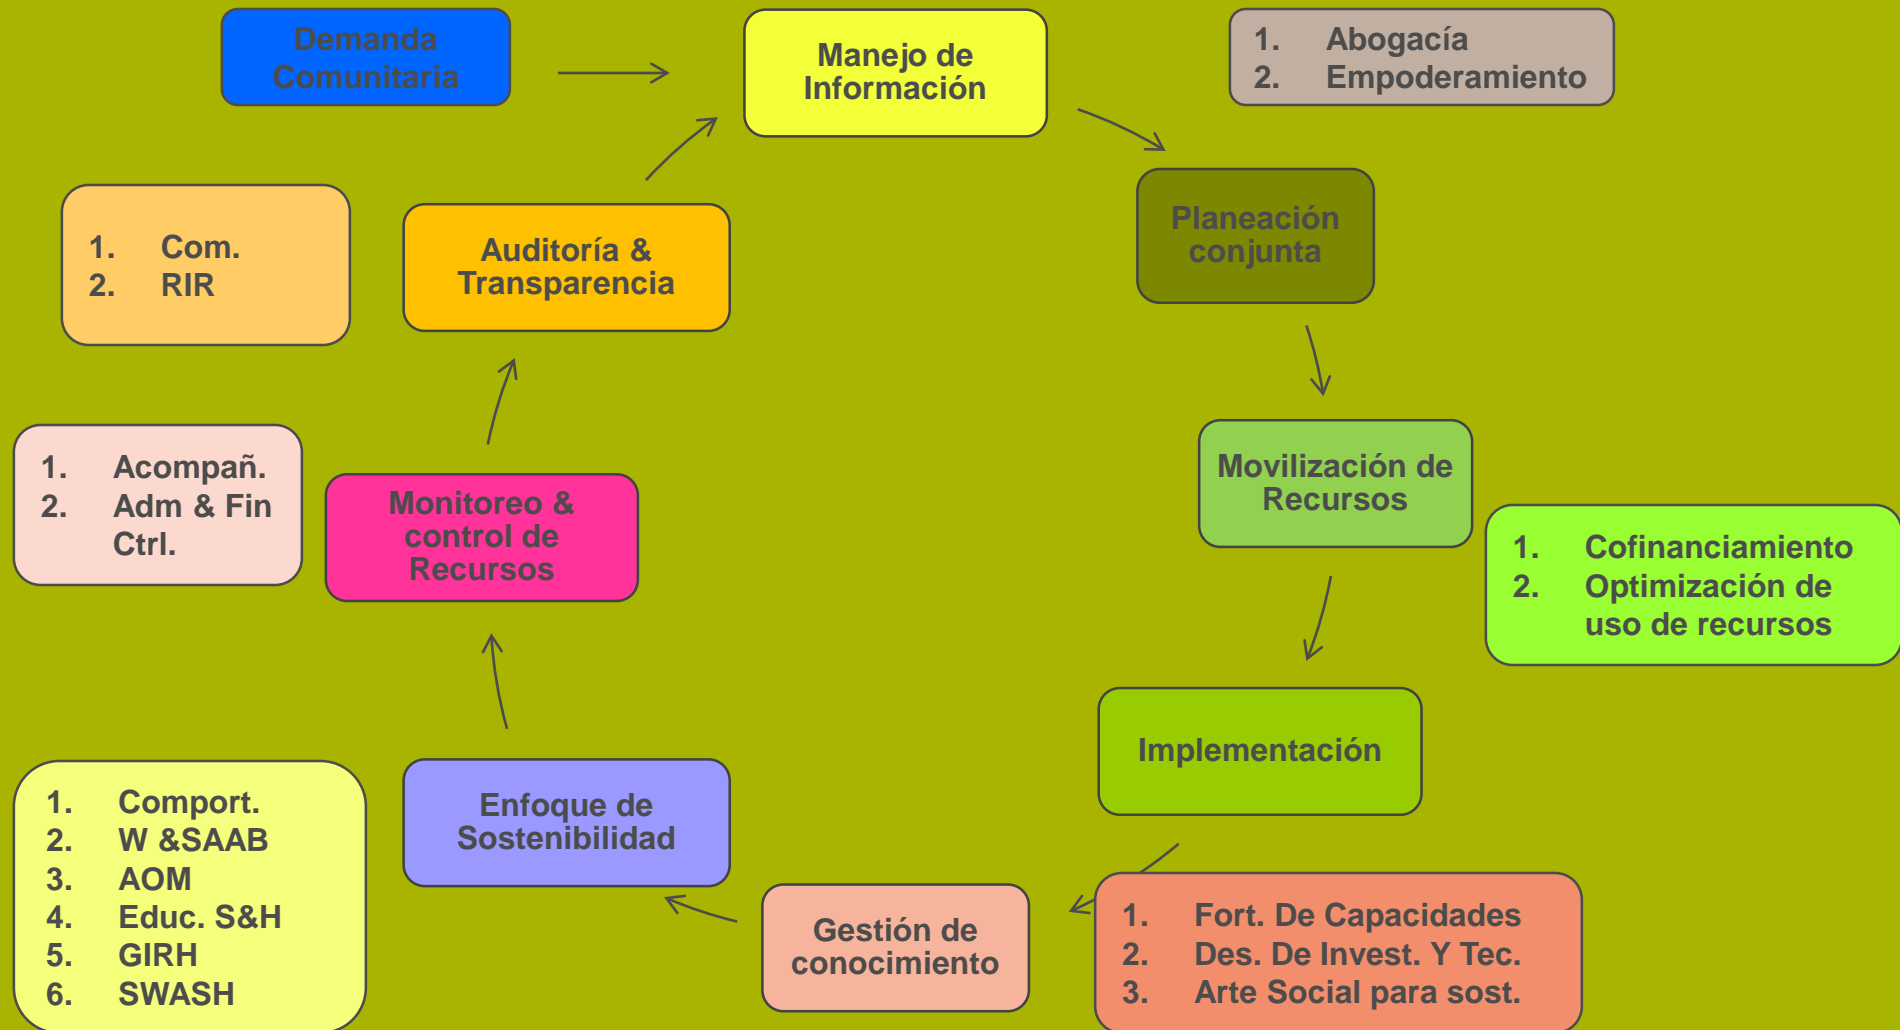 Demanda
Comunitaria
Manejo de
Información
1. Abogacía
2. Empoderamiento
Planeación
conjunta
1. Com.
2. RIR
Auditoría &
Transparencia
1. Acompañ.
2. Adm & Fin
Ctrl.
Monitoreo &
control de
Recursos
Movilización de
Recursos
1. Cofinanciamiento
2. Optimización de
uso de recursos
Implementación
1. Comport.
2. W &SAAB
3. AOM
4. Educ. S&H
5. GIRH
6. SWASH
Enfoque de
Sostenibilidad
Gestión de
conocimiento
1. Fort. De Capacidades
2. Des. De Invest. Y Tec.
3. Arte Social para sost.